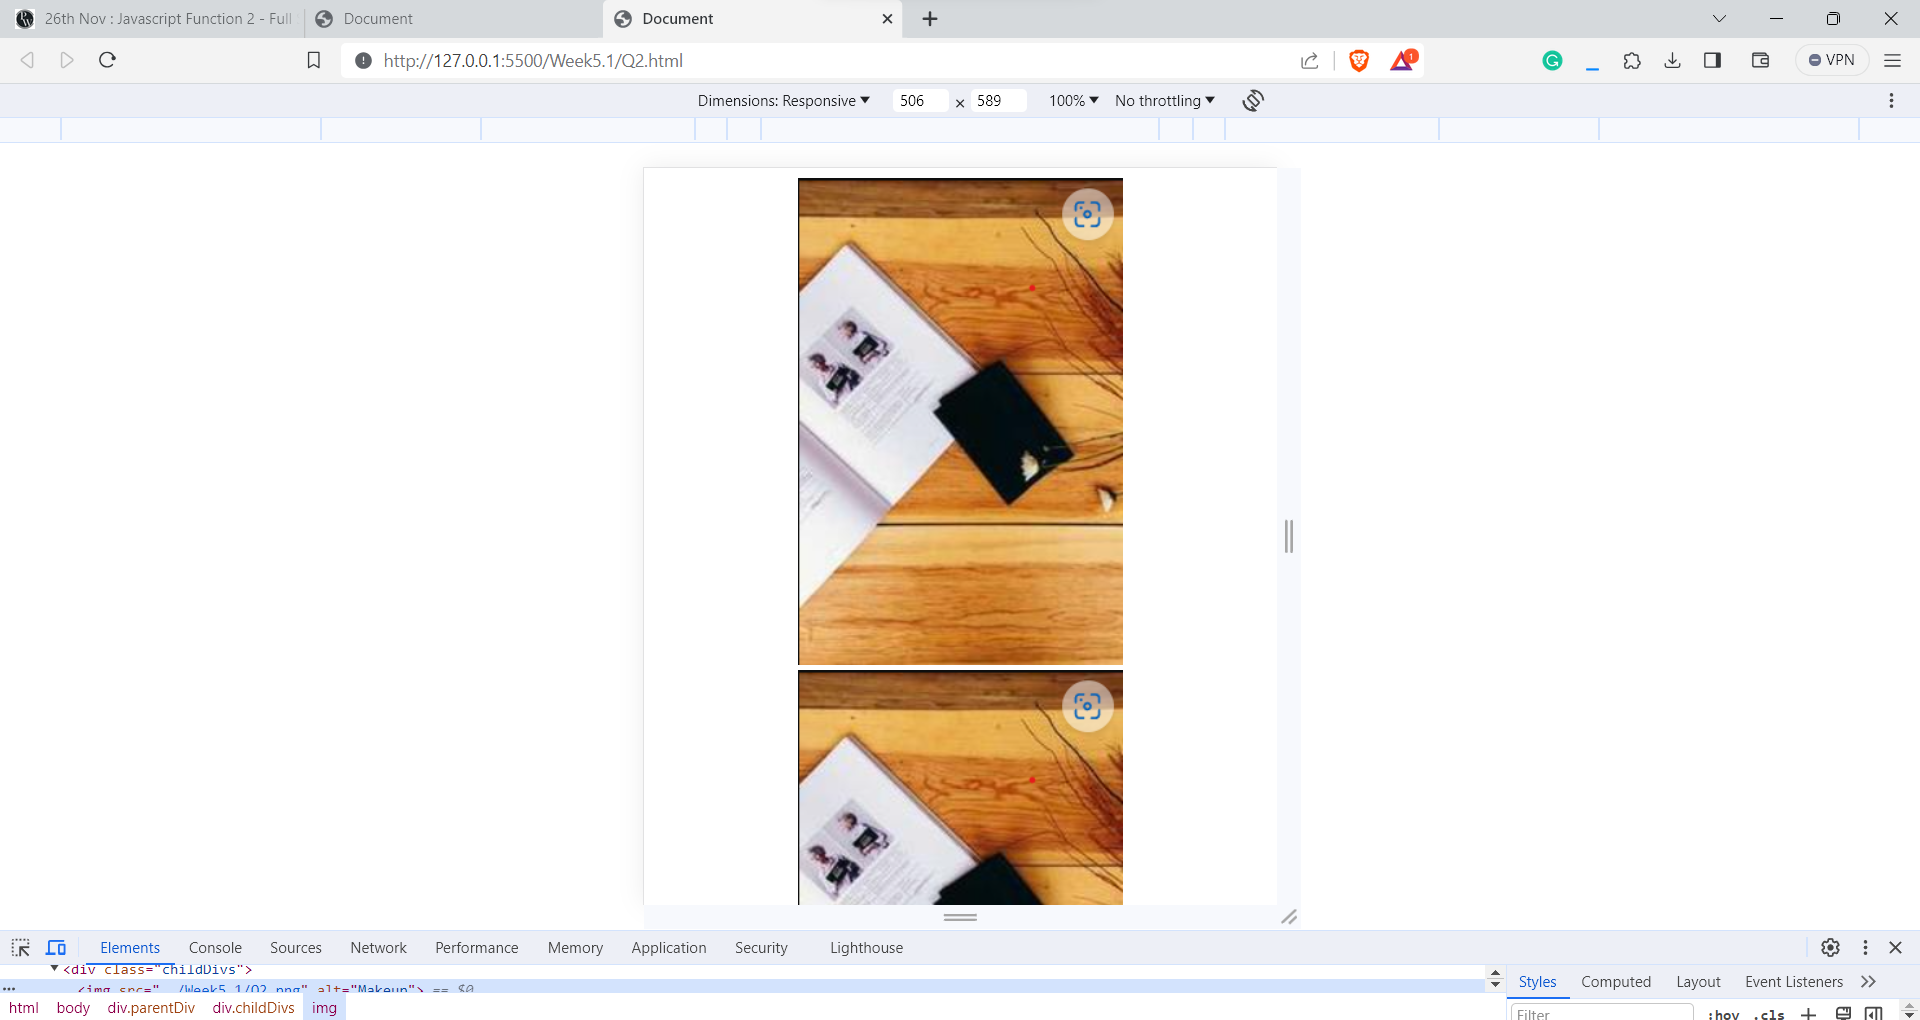 26th Nov : Javascript Function 2 - Full
Document
Document
http://127.0.0.1:5500/Week5.1/Q2.html
1
VPN
Dimensions: Responsive
506 × 589
100%
No throttling
Elements
Console
Sources
Network
Performance
Memory
Application
Security
Lighthouse
<div class="childDivs">
<img src="../Week5.1/Q2.png" alt="Makeup"> == $0
html body div.parentDiv div.childDivs img
Styles
Computed
Layout
Event Listeners
Filter
:hov .cls